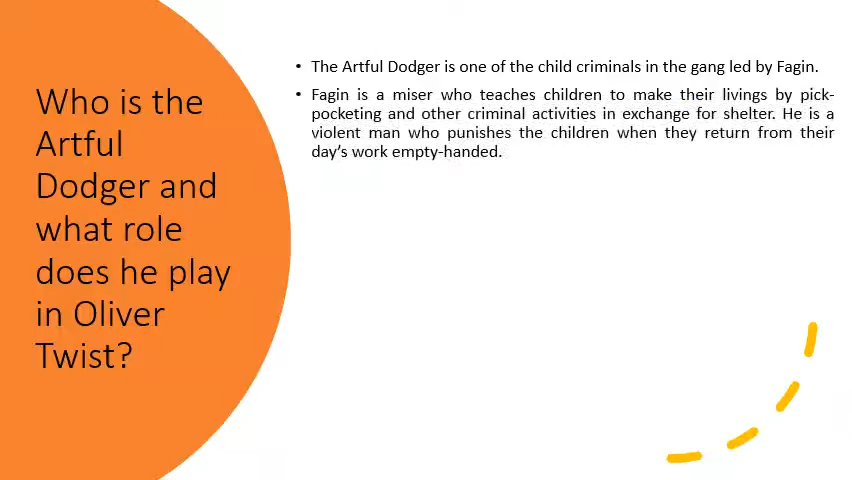 Who is the
Artful
Dodger and
what role
does he play
in Oliver
Twist?
• The Artful Dodger is one of the child criminals in the gang led by Fagin.
• Fagin is a miser who teaches children to make their livings by pick-
pocketing and other criminal activities in exchange for shelter. He is a
violent man who punishes the children when they return from their
day’s work empty-handed.